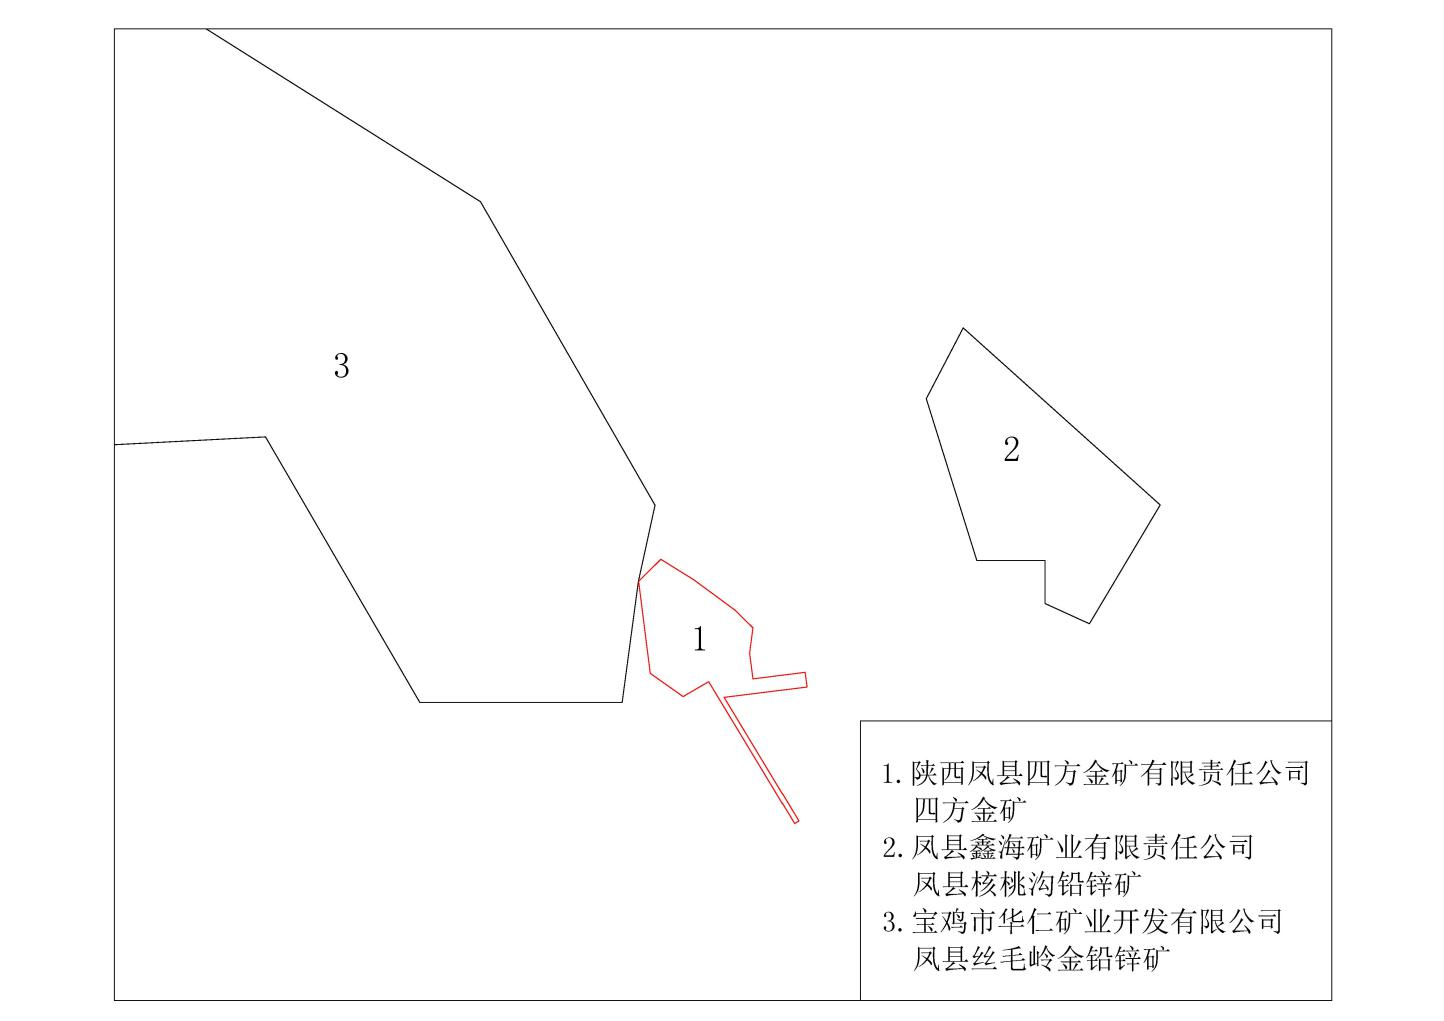 3
2
1
1.陕西凤县四方金矿有限责任公司
四方金矿
2.凤县鑫海矿业有限责任公司
凤县核桃沟铅锌矿
3.宝鸡市华仁矿业开发有限公司
凤县丝毛岭金铅锌矿